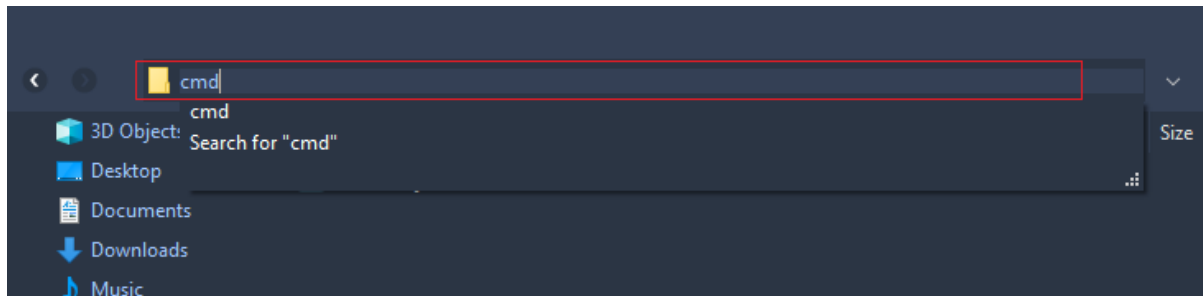 cmd
cmd
Search for "cmd"
3D Objects
Size
Desktop
Documents
Downloads
Music